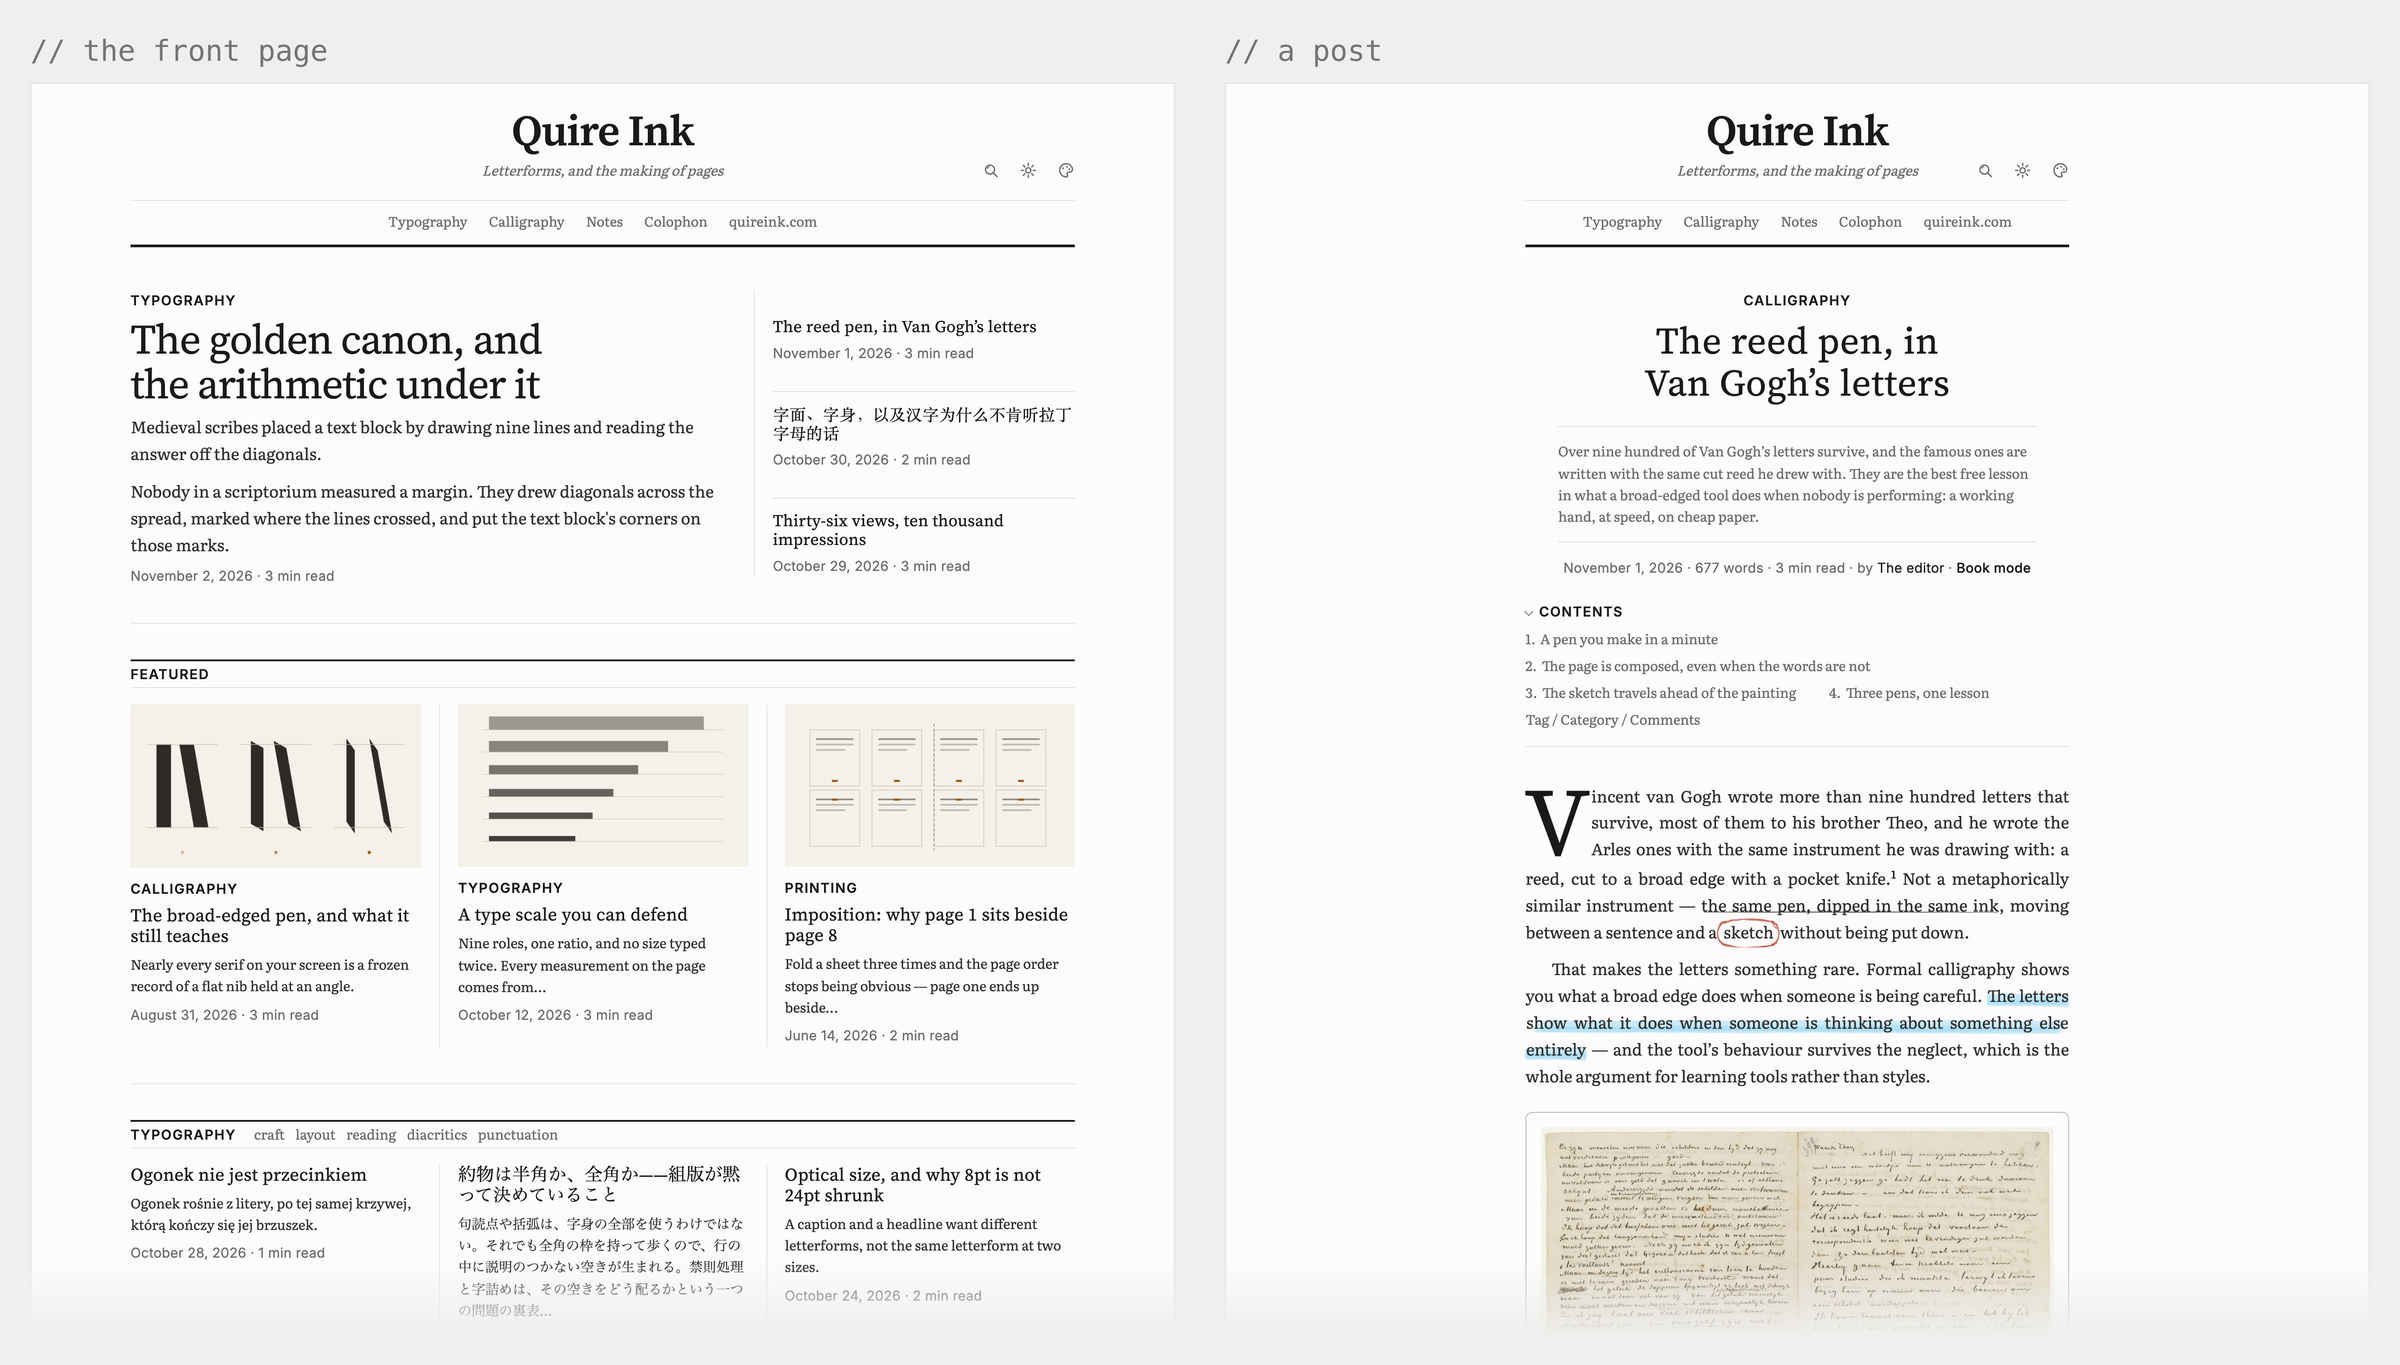 // the front page
Quire Ink
Letterforms, and the making of pages
Typography Calligraphy Notes Colophon quireink.com
TYPOGRAPHY
The golden canon, and
the arithmetic under it
Medieval scribes placed a text block by drawing nine lines and reading the
answer off the diagonals.
Nobody in a scriptorium measured a margin. They drew diagonals across the
spread, marked where the lines crossed, and put the text block's corners on
those marks.
November 2, 2026 · 3 min read
The reed pen, in Van Gogh’s letters
November 1, 2026 · 3 min read
字面、字身，以及汉字为什么不肯听拉丁
字母的话
October 30, 2026 · 2 min read
Thirty-six views, ten thousand
impressions
October 29, 2026 · 3 min read
FEATURED
CALLIGRAPHY
The broad-edged pen, and what it
still teaches
Nearly every serif on your screen is a frozen
record of a flat nib held at an angle.
August 31, 2026 · 3 min read
TYPOGRAPHY
A type scale you can defend
Nine roles, one ratio, and no size typed
twice. Every measurement on the page
comes from…
October 12, 2026 · 3 min read
PRINTING
Imposition: why page 1 sits beside
page 8
Fold a sheet three times and the page order
stops being obvious — page one ends up
beside…
June 14, 2026 · 2 min read
TYPOGRAPHY craft layout reading diacritics punctuation
Ogonek nie jest przecinkiem
Ogonek rośnie z litery, po tej samej krzywej,
którą kończy się jej brzuszek.
October 28, 2026 · 1 min read
約物は半角か、全角か——組版が黙
って決めていること
句読点や括弧は、字身の全部を使うわけではな
い。それでも全角の枠を持って歩くので、行の
中に説明のつかない空きが生まれる。禁則処理
と字詰めは、その空きをどう配るかという一つ
の問題の裏表…
Optical size, and why 8pt is not
24pt shrunk
A caption and a headline want different
letterforms, not the same letterform at two
sizes.
October 24, 2026 · 2 min read
// a post
Quire Ink
Letterforms, and the making of pages
Typography Calligraphy Notes Colophon quireink.com
CALLIGRAPHY
The reed pen, in
Van Gogh’s letters
Over nine hundred of Van Gogh’s letters survive, and the famous ones are
written with the same cut reed he drew with. They are the best free lesson
in what a broad-edged tool does when nobody is performing: a working
hand, at speed, on cheap paper.
November 1, 2026 · 677 words · 3 min read · by The editor · Book mode
CONTENTS
1. A pen you make in a minute
2. The page is composed, even when the words are not
3. The sketch travels ahead of the painting 4. Three pens, one lesson
Tag / Category / Comments
Vincent van Gogh wrote more than nine hundred letters that
survive, most of them to his brother Theo, and he wrote the
Arles ones with the same instrument he was drawing with: a
reed, cut to a broad edge with a pocket knife.¹ Not a metaphorically
similar instrument — the same pen, dipped in the same ink, moving
between a sentence and a sketch without being put down.
That makes the letters something rare. Formal calligraphy shows
you what a broad edge does when someone is being careful. The letters
show what it does when someone is thinking about something else
entirely — and the tool’s behaviour survives the neglect, which is the
whole argument for learning tools rather than styles.